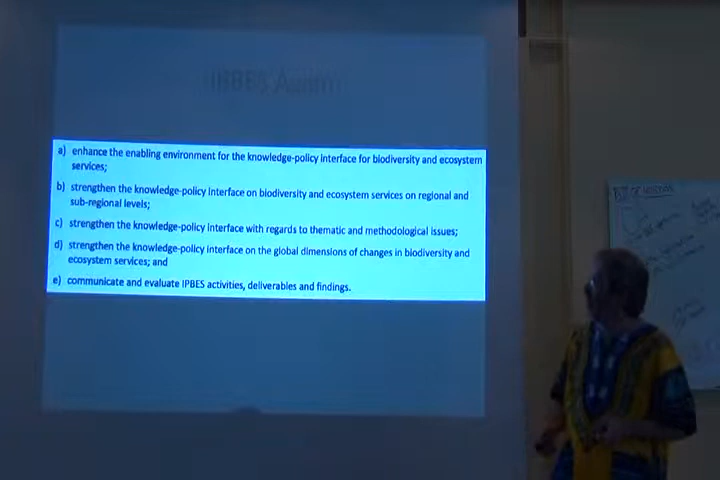 IPBES
a) enhance the enabling environment for the knowledge-policy interface for biodiversity and ecosystem
services;
b) strengthen the knowledge-policy interface on biodiversity and ecosystem services on regional and
sub-regional levels;
c) strengthen the knowledge-policy interface with regards to thematic and methodological issues;
d) strengthen the knowledge-policy interface on the global dimensions of changes in biodiversity and
ecosystem services; and
e) communicate and evaluate IPBES activities, deliverables and findings.